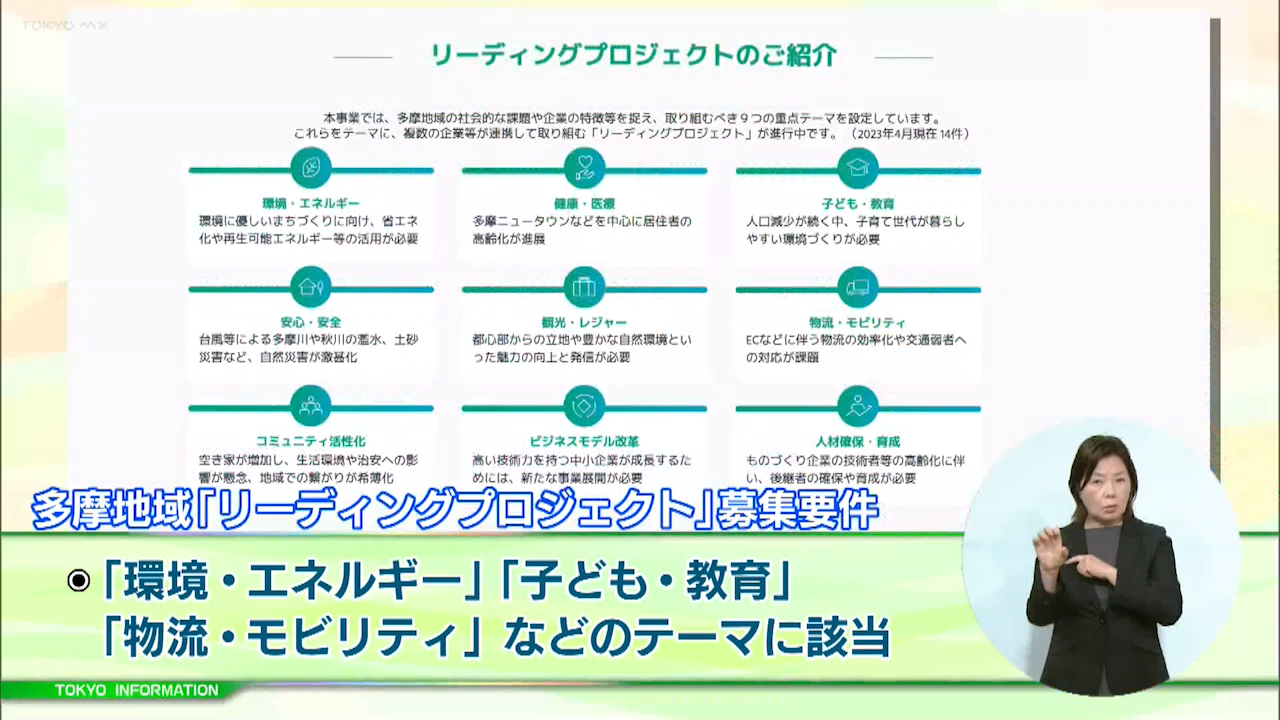 TOKYO MX
リーディングプロジェクトのご紹介
本事業では、多摩地域の社会的な課題や企業の特徴等を捉え、取り組むべき９つの重点テーマを設定しています。
これらをテーマに、複数の企業等が連携して取り組む「リーディングプロジェクト」が進行中です。（2023年4月現在 14件）
環境・エネルギー
環境に優しいまちづくりに向け、省エネ
化や再生可能エネルギー等の活用が必要
健康・医療
多摩ニュータウンなどを中心に居住者の
高齢化が進展
子ども・教育
人口減少が続く中、子育て世代が暮らし
やすい環境づくりが必要
安心・安全
台風等による多摩川や秋川の濫水、土砂
災害など、自然災害が激甚化
観光・レジャー
都心部からの立地や豊かな自然環境とい
った魅力の向上と発信が必要
物流・モビリティ
ECなどに伴う物流の効率化や交通弱者へ
の対応が課題
コミュニティ活性化
空き家が増加し、生活環境や治安への影
響が懸念、地域での繋がりが希薄化
ビジネスモデル改革
高い技術力を持つ中小企業が成長するた
めには、新たな事業展開が必要
人材確保・育成
ものづくり企業の技術者等の高齢化に伴
い、後継者の確保や育成が必要
多摩地域「リーディングプロジェクト」募集要件
「環境・エネルギー」「子ども・教育」
「物流・モビリティ」などのテーマに該当
TOKYO INFORMATION